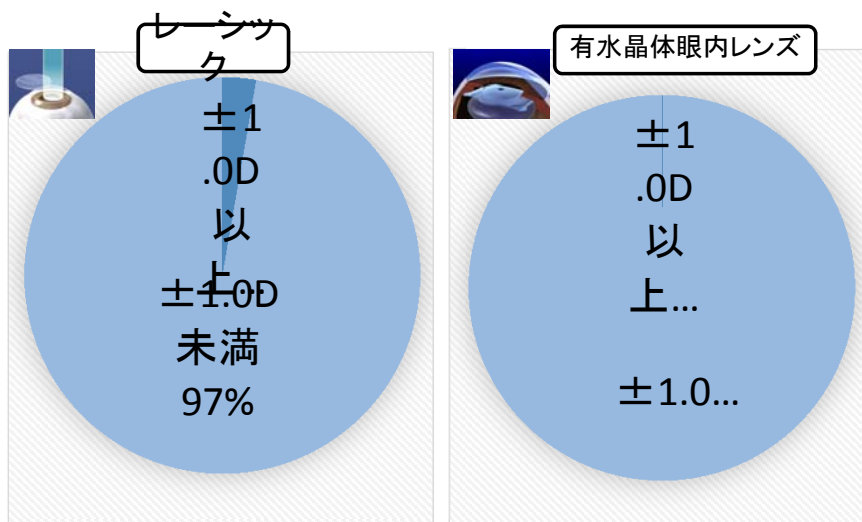 レーシッ
ク
±1
.0D
以
上…
±1.0D
未満
97%
有水晶体眼内レンズ
±1
.0D
以
上…
±1.0…